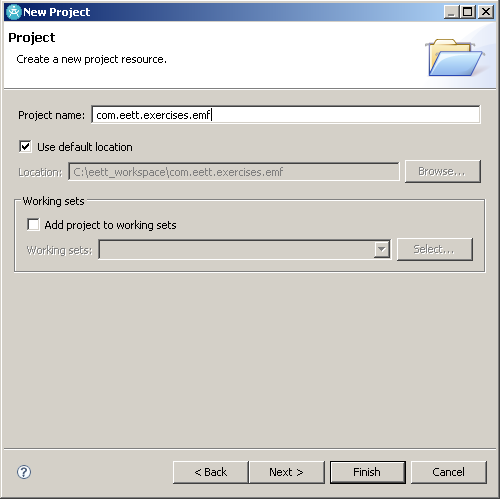 New Project
Project
Create a new project resource.
Project name: com.eett.exercises.emf
Use default location
Location: C:\eett_workspace\com.eett.exercises.emf Browse...
Working sets
Add project to working sets
Working sets: Select...
? < Back Next > Finish Cancel